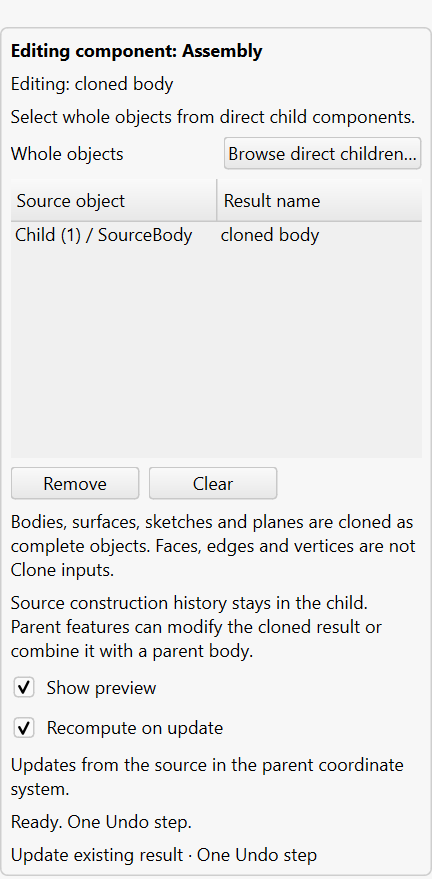 Editing component: Assembly
Editing: cloned body
Select whole objects from direct child components.
Whole objects
Browse direct children...
Source object
Result name
Child (1) / SourceBody
cloned body
Remove
Clear
Bodies, surfaces, sketches and planes are cloned as
complete objects. Faces, edges and vertices are not
Clone inputs.
Source construction history stays in the child.
Parent features can modify the cloned result or
combine it with a parent body.
Show preview
Recompute on update
Updates from the source in the parent coordinate
system.
Ready. One Undo step.
Update existing result · One Undo step